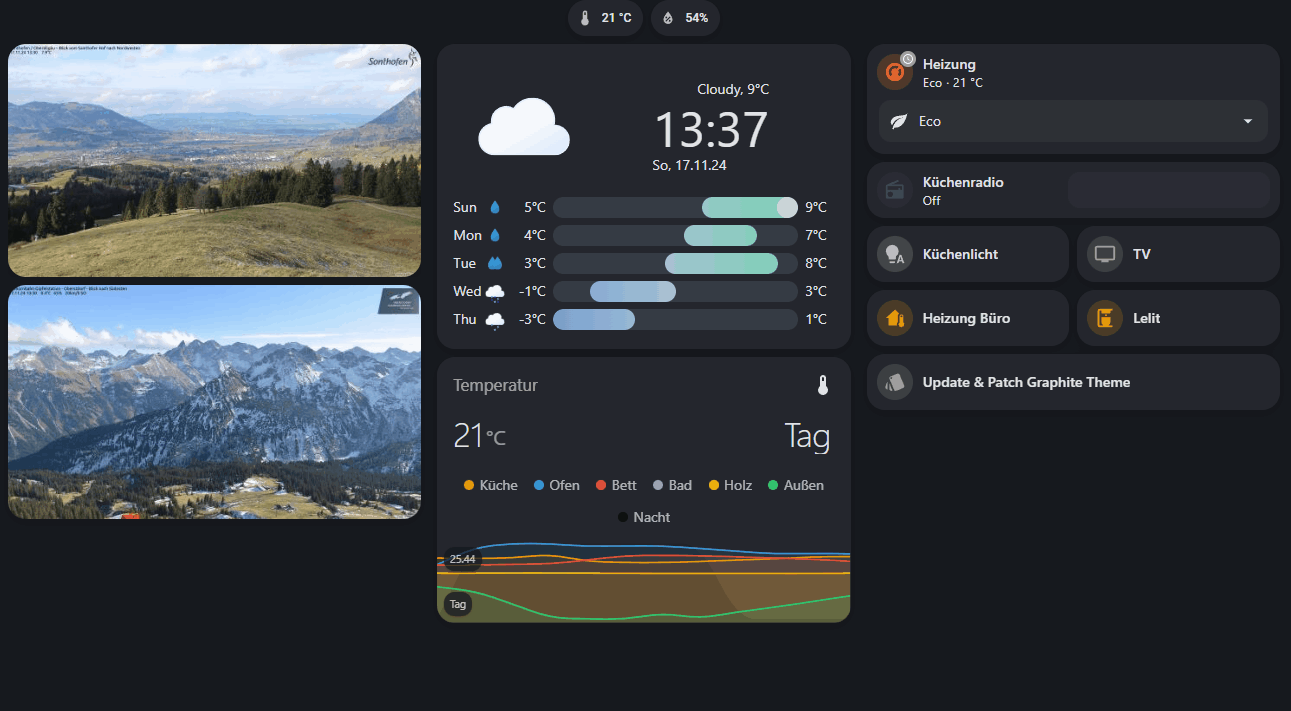 21 °C
54%
Sonthofen
Cloudy, 9°C
13:37
So, 17.11.24
Sun 5°C 9°C
Mon 4°C 7°C
Tue 3°C 8°C
Wed -1°C 3°C
Thu -3°C 1°C
Temperatur
21°C Tag
Küche Ofen Bett Bad Holz Außen
Nacht
25.44
Tag
Heizung
Eco · 21 °C
Eco
Küchenradio
Off
Küchenlicht
TV
Heizung Büro
Lelit
Update & Patch Graphite Theme